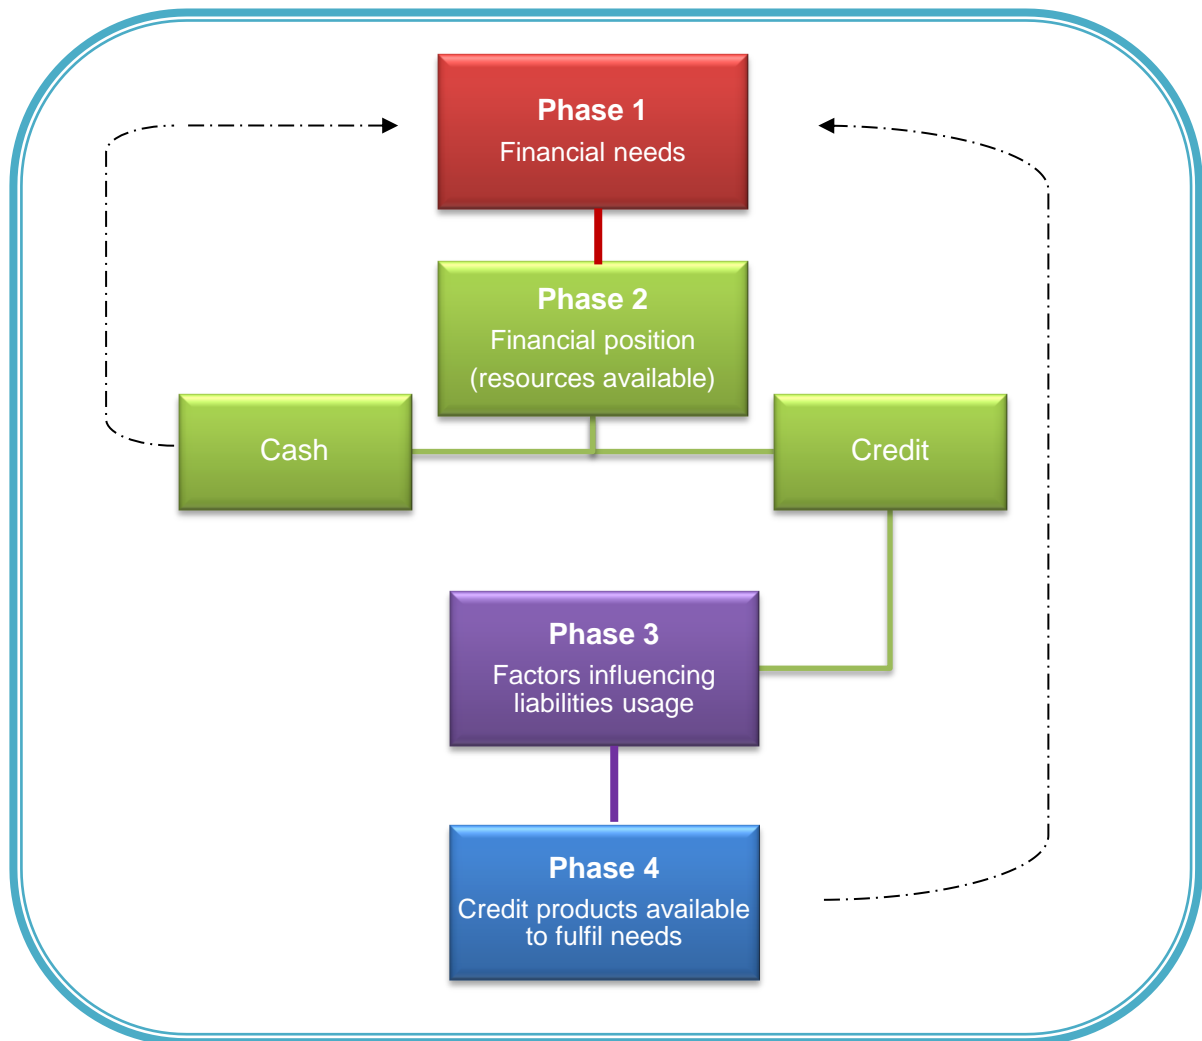 Phase 1
Financial needs
Phase 2
Financial position
(resources available)
Cash
Credit
Phase 3
Factors influencing
liabilities usage
Phase 4
Credit products available
to fulfil needs